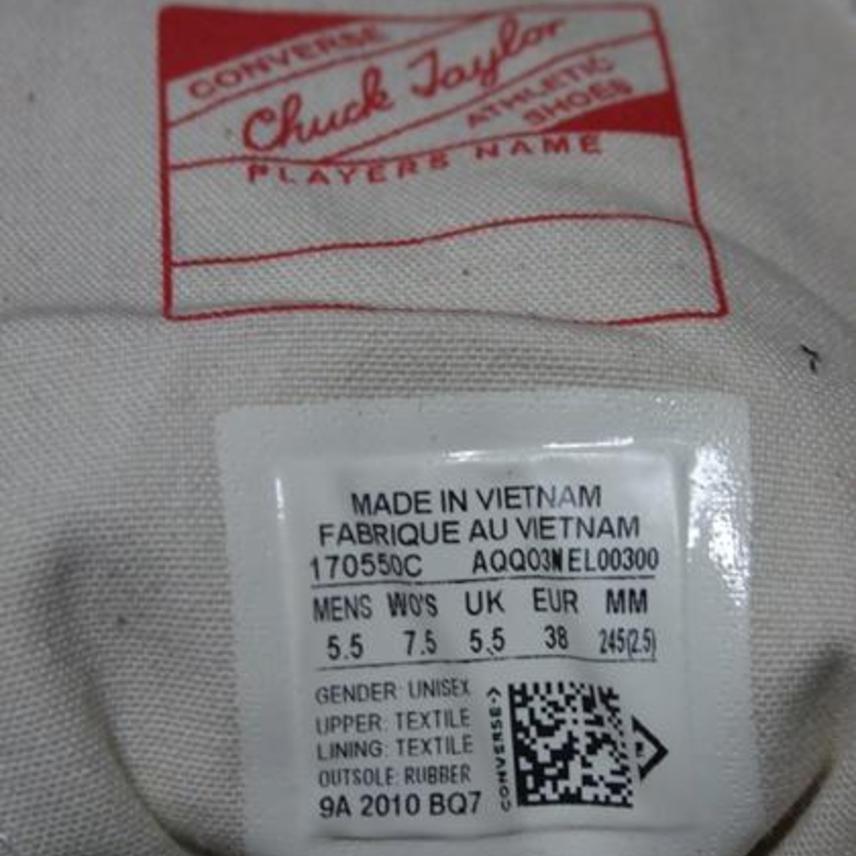 CONVERSE
Chuck Taylor
ATHLETIC
SHOES
PLAYERS NAME
MADE IN VIETNAM
FABRIQUE AU VIETNAM
170550C AQQ03NEL00300
MENS WO'S UK EUR MM
5.5 7.5 5.5 38 245(2.5)
GENDER: UNISEX
UPPER: TEXTILE
LINING: TEXTILE
OUTSOLE: RUBBER
9A 2010 BQ7
CONVERSE